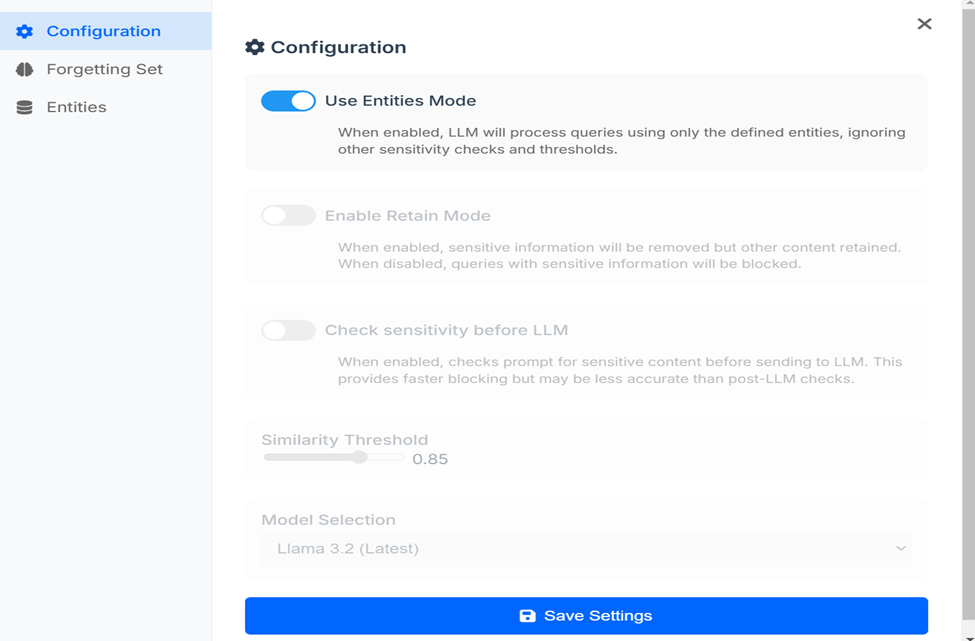 Configuration
Forgetting Set
Entities
Configuration
Use Entities Mode
When enabled, LLM will process queries using only the defined entities, ignoring
other sensitivity checks and thresholds.
Enable Retain Mode
When enabled, sensitive information will be removed but other content retained.
When disabled, queries with sensitive information will be blocked.
Check sensitivity before LLM
When enabled, checks prompt for sensitive content before sending to LLM. This
provides faster blocking but may be less accurate than post-LLM checks.
Similarity Threshold
0.85
Model Selection
Llama 3.2 (Latest)
Save Settings